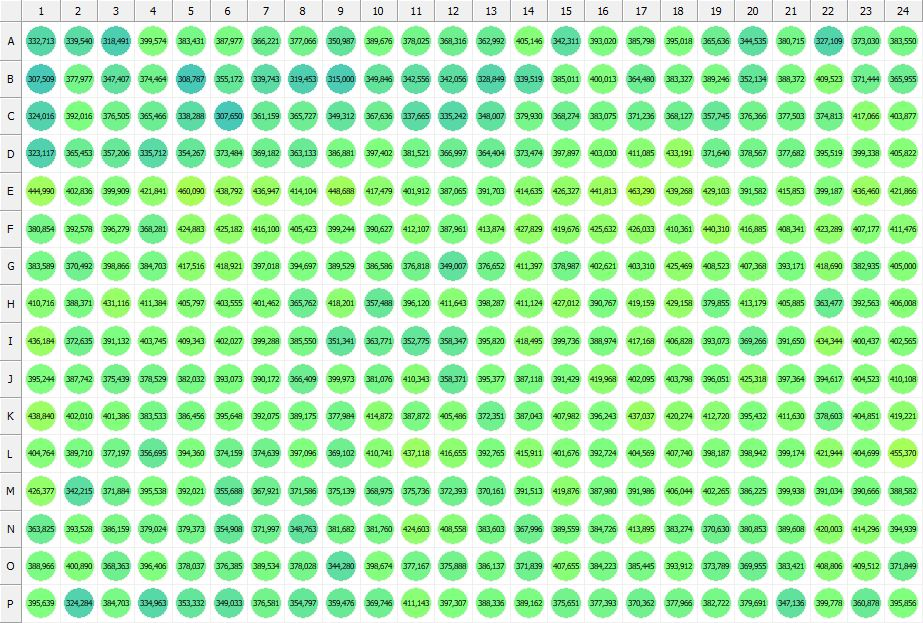 1 2 3 4 5 6 7 8 9 10 11 12 13 14 15 16 17 18 19 20 21 22 23 24
A 332,713 339,540 318,491 399,574 383,431 387,977 366,221 377,066 350,987 389,676 378,025 368,316 362,992 405,146 342,311 393,020 385,798 395,018 365,636 344,535 380,715 327,109 373,030 383,550
B 307,509 377,977 347,407 374,464 308,787 355,172 339,743 319,453 315,000 349,846 342,556 342,056 328,849 339,519 385,011 400,013 364,480 383,327 389,246 352,134 388,372 409,523 371,444 365,955
C 324,016 392,016 376,505 365,466 338,288 307,650 361,159 365,727 349,312 367,636 337,665 335,242 348,007 379,930 368,274 383,075 371,236 368,127 357,745 376,366 377,503 374,813 417,066 403,877
D 323,117 365,453 357,206 335,712 354,267 373,484 369,182 363,133 386,881 397,402 381,521 366,997 364,404 373,474 397,897 403,030 411,085 433,191 371,640 378,567 377,682 395,519 399,338 405,822
E 444,990 402,836 399,909 421,841 460,090 438,792 436,947 414,104 448,688 417,479 401,912 387,065 391,703 414,635 426,327 441,813 463,290 439,268 429,103 391,582 415,853 399,187 436,460 421,866
F 380,854 392,578 396,279 368,281 424,883 425,182 416,100 405,423 399,244 390,627 412,107 387,961 413,874 427,829 419,676 425,632 426,033 410,361 440,310 416,885 408,341 423,289 407,177 411,476
G 383,589 370,492 398,866 384,703 417,516 418,921 397,018 394,697 389,529 386,586 376,818 349,007 376,652 411,397 378,987 402,621 403,310 425,469 408,523 407,368 393,171 418,690 382,935 405,000
H 410,716 388,371 431,116 411,384 405,797 403,555 401,462 365,762 418,201 357,488 396,120 411,643 398,287 411,124 427,012 390,767 419,159 429,158 379,855 413,179 405,885 363,477 392,563 406,008
I 436,184 372,635 391,132 403,745 409,343 402,027 399,288 385,550 351,341 363,771 352,775 358,347 395,820 418,495 399,736 388,974 417,168 406,828 393,073 369,266 391,650 434,344 400,437 402,565
J 395,244 387,742 375,439 378,529 382,032 393,073 390,172 366,409 399,973 381,076 410,343 358,371 395,377 387,118 391,429 419,968 402,095 403,798 396,051 425,318 397,364 394,617 404,523 410,108
K 438,840 402,010 401,386 383,533 386,456 395,648 392,075 389,175 377,984 414,872 387,872 405,486 372,351 387,043 407,982 396,243 437,037 420,274 412,720 395,432 411,630 378,603 404,851 419,221
L 404,764 389,710 377,197 356,695 394,360 374,159 374,639 397,096 369,102 410,741 437,118 416,655 392,765 415,911 401,676 392,724 404,569 407,740 398,187 398,942 399,174 421,944 404,699 455,370
M 426,377 342,215 371,884 395,538 392,021 355,688 367,921 371,586 375,139 368,975 375,736 372,393 370,161 391,513 419,876 387,980 391,986 406,044 402,265 386,225 399,938 391,034 390,666 388,582
N 363,825 393,528 386,159 379,024 379,373 354,908 371,997 348,763 381,682 381,760 424,603 408,558 383,603 367,996 389,559 384,726 413,895 383,274 370,630 380,853 389,608 420,003 414,296 394,939
O 388,966 400,890 368,363 396,406 378,037 376,385 389,534 378,028 344,280 398,674 377,167 375,888 386,137 371,839 407,655 384,223 385,445 393,912 373,789 369,955 383,421 408,806 409,512 371,849
P 395,639 324,284 384,703 334,963 353,332 349,033 376,581 354,797 359,476 369,746 411,143 397,307 388,336 389,162 375,651 377,393 370,362 377,966 382,722 379,691 347,136 399,778 360,878 395,856